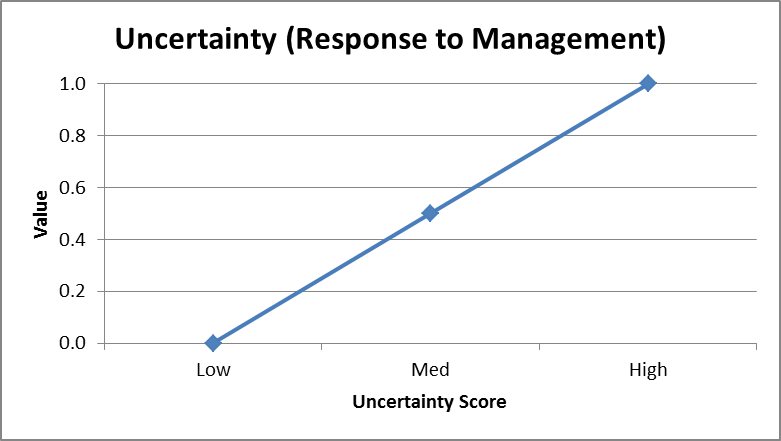 Uncertainty (Response to Management)
1.0
0.8
0.6
0.4
0.2
0.0
Value
Low Med High
Uncertainty Score